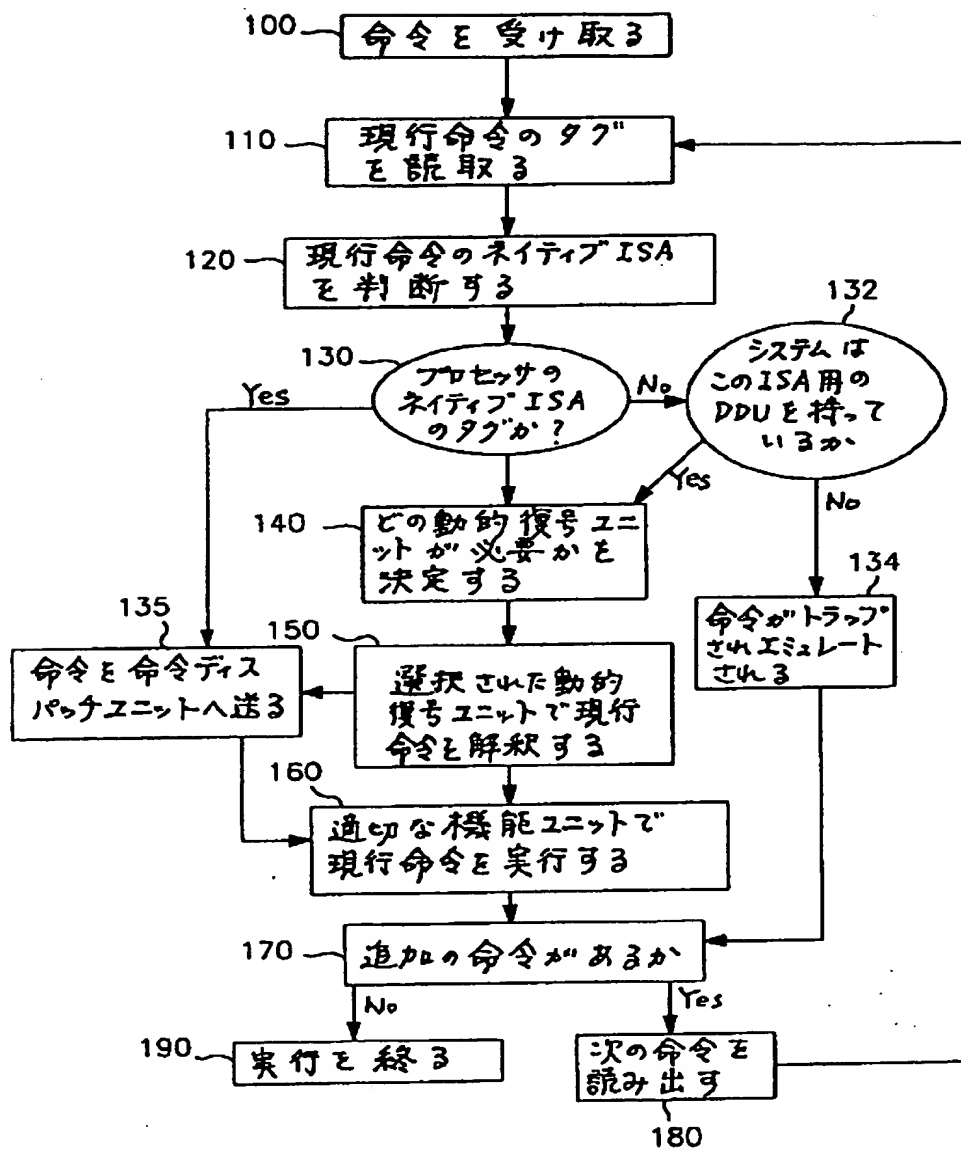 100
命令を受け取る
110
現行命令のタグ
を読取る
120
現行命令のネイティブISA
を判断する
130
プロセッサの
ネイティブISA
のタグか?
Yes
No
132
システムは
このISA用の
DDUを持って
いるか
Yes
No
140
どの動的復号ユニ
ットが必要かを
決定する
134
命令がトラップ
されエミュレート
される
135
命令を命令ディス
パッチユニットへ送る
150
選択された動的
復号ユニットで現行
命令を解釈する
160
適切な機能ユニットで
現行命令を実行する
170
追加の命令があるか
No
Yes
190
実行を終る
次の命令を
読み出す
180